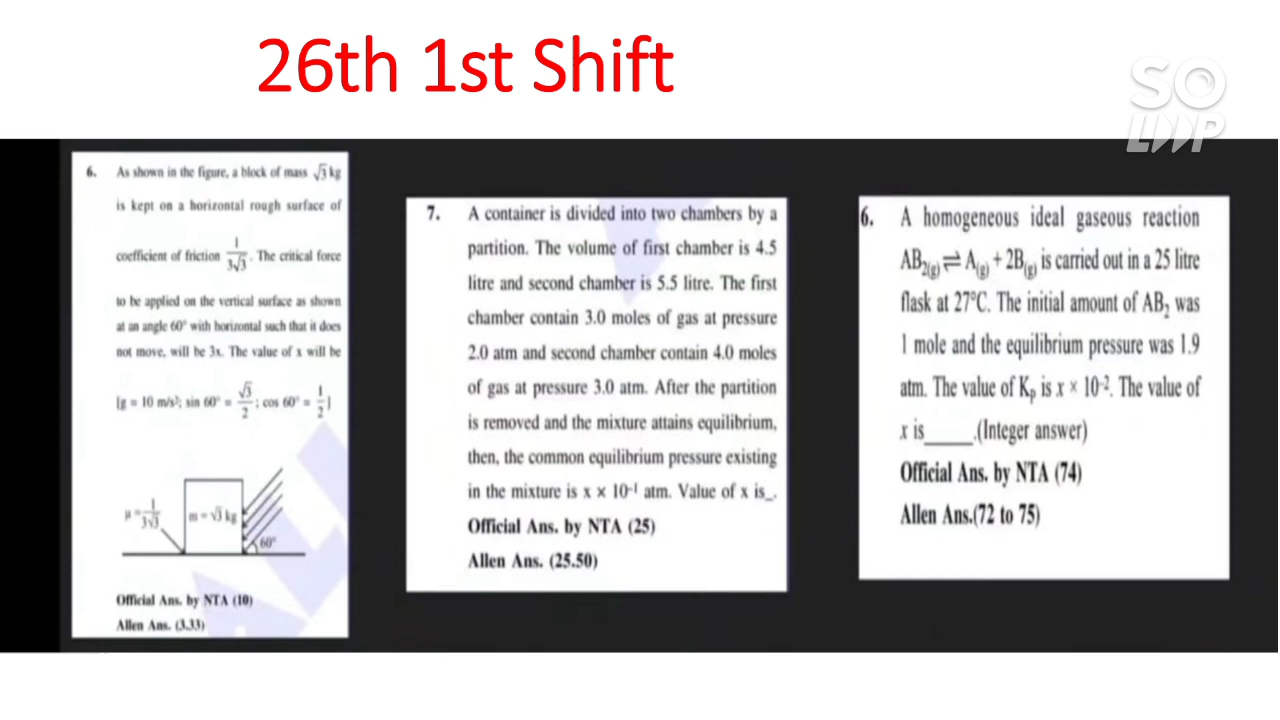 26th 1st Shift
SO
LOOP
6. As shown in the figure, a block of mass √3 kg
is kept on a horizontal rough surface of
coefficient of friction 1/3√3. The critical force
to be applied on the vertical surface as shown
at an angle 60° with horizontal such that it does
not move, will be 3x. The value of x will be
[g = 10 m/s²; sin 60° = √3/2; cos 60° = 1/2]
μ = 1/3√3
m = √3 kg
60°
Official Ans. by NTA (10)
Allen Ans. (3.33)
7. A container is divided into two chambers by a
partition. The volume of first chamber is 4.5
litre and second chamber is 5.5 litre. The first
chamber contain 3.0 moles of gas at pressure
2.0 atm and second chamber contain 4.0 moles
of gas at pressure 3.0 atm. After the partition
is removed and the mixture attains equilibrium,
then, the common equilibrium pressure existing
in the mixture is x × 10⁻¹ atm. Value of x is_.
Official Ans. by NTA (25)
Allen Ans. (25.50)
6. A homogeneous ideal gaseous reaction
AB₂(g) ⇌ A(g) + 2B(g) is carried out in a 25 litre
flask at 27°C. The initial amount of AB₂ was
1 mole and the equilibrium pressure was 1.9
atm. The value of Kₚ is x × 10⁻². The value of
x is_____.(Integer answer)
Official Ans. by NTA (74)
Allen Ans.(72 to 75)